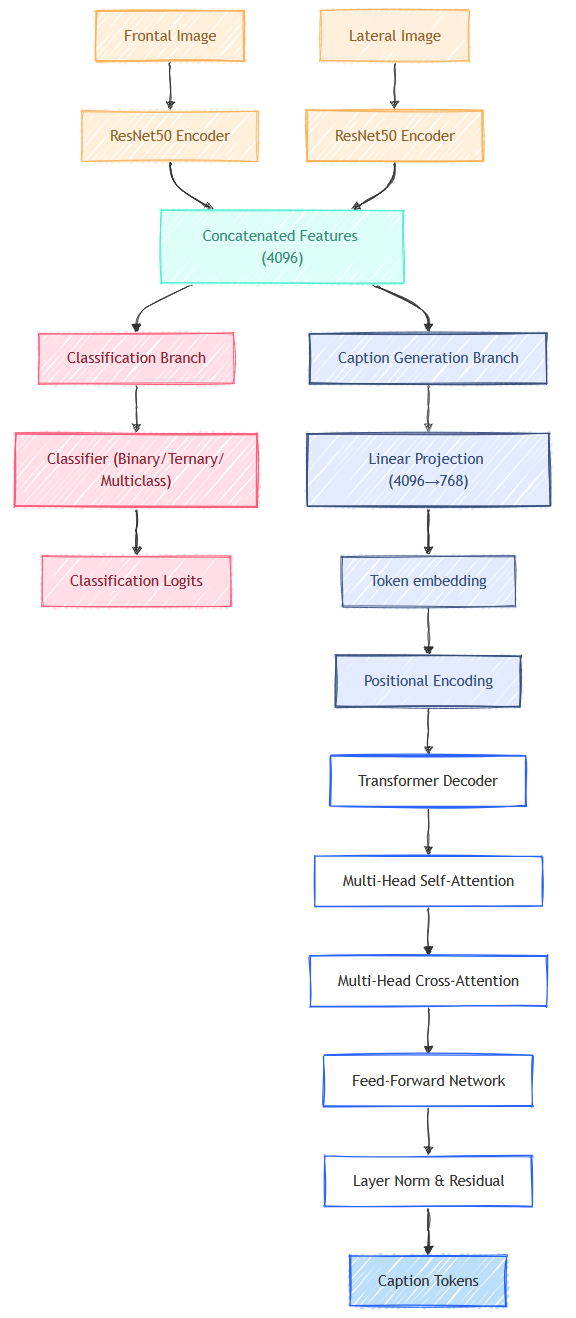 Frontal Image
Lateral Image
ResNet50 Encoder
ResNet50 Encoder
Concatenated Features
(4096)
Classification Branch
Caption Generation Branch
Classifier (Binary/Ternary/
Multiclass)
Linear Projection
(4096→768)
Classification Logits
Token embedding
Positional Encoding
Transformer Decoder
Multi-Head Self-Attention
Multi-Head Cross-Attention
Feed-Forward Network
Layer Norm & Residual
Caption Tokens